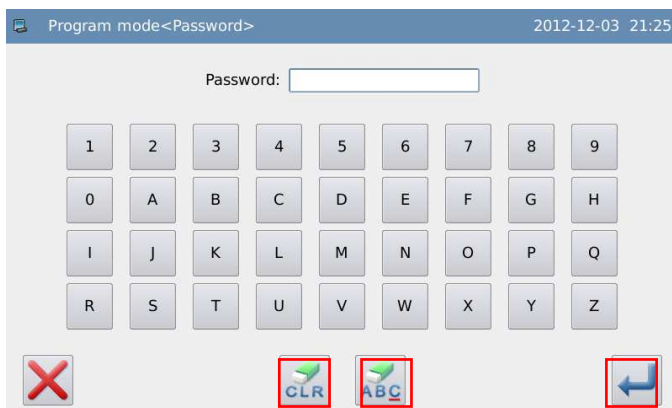 Program mode<Password> 2012-12-03 21:25
Password:
1 2 3 4 5 6 7 8 9
0 A B C D E F G H
I J K L M N O P Q
R S T U V W X Y Z
CLR ABC